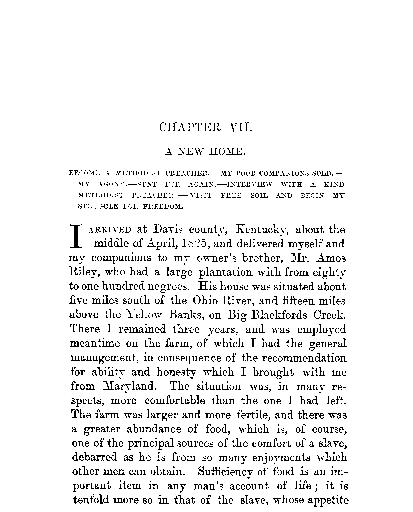 CHAPTER VII.
A NEW HOME.
BECOME A METHODIST PREACHER.—MY POOR COMPANIONS SOLD.—
MY AGONY.—SENT FOR AGAIN.—INTERVIEW WITH A KIND
METHODIST PREACHER.—VISIT FREE SOIL AND BEGIN MY
STRUGGLE FOR FREEDOM.
I ARRIVED at Davis county, Kentucky, about the
middle of April, 1825, and delivered myself and
my companions to my owner's brother, Mr. Amos
Riley, who had a large plantation with from eighty
to one hundred negroes. His house was situated about
five miles south of the Ohio River, and fifteen miles
above the Yellow Banks, on Big Blackfords Creek.
There I remained three years, and was employed
meantime on the farm, of which I had the general
management, in consequence of the recommendation
for ability and honesty which I brought with me
from Maryland. The situation was, in many re-
spects, more comfortable than the one I had left.
The farm was larger and more fertile, and there was
a greater abundance of food, which is, of course,
one of the principal sources of the comfort of a slave,
debarred as he is from so many enjoyments which
other men can obtain. Sufficiency of food is an im-
portant item in any man's account of life; it is
tenfold more so in that of the slave, whose appetite